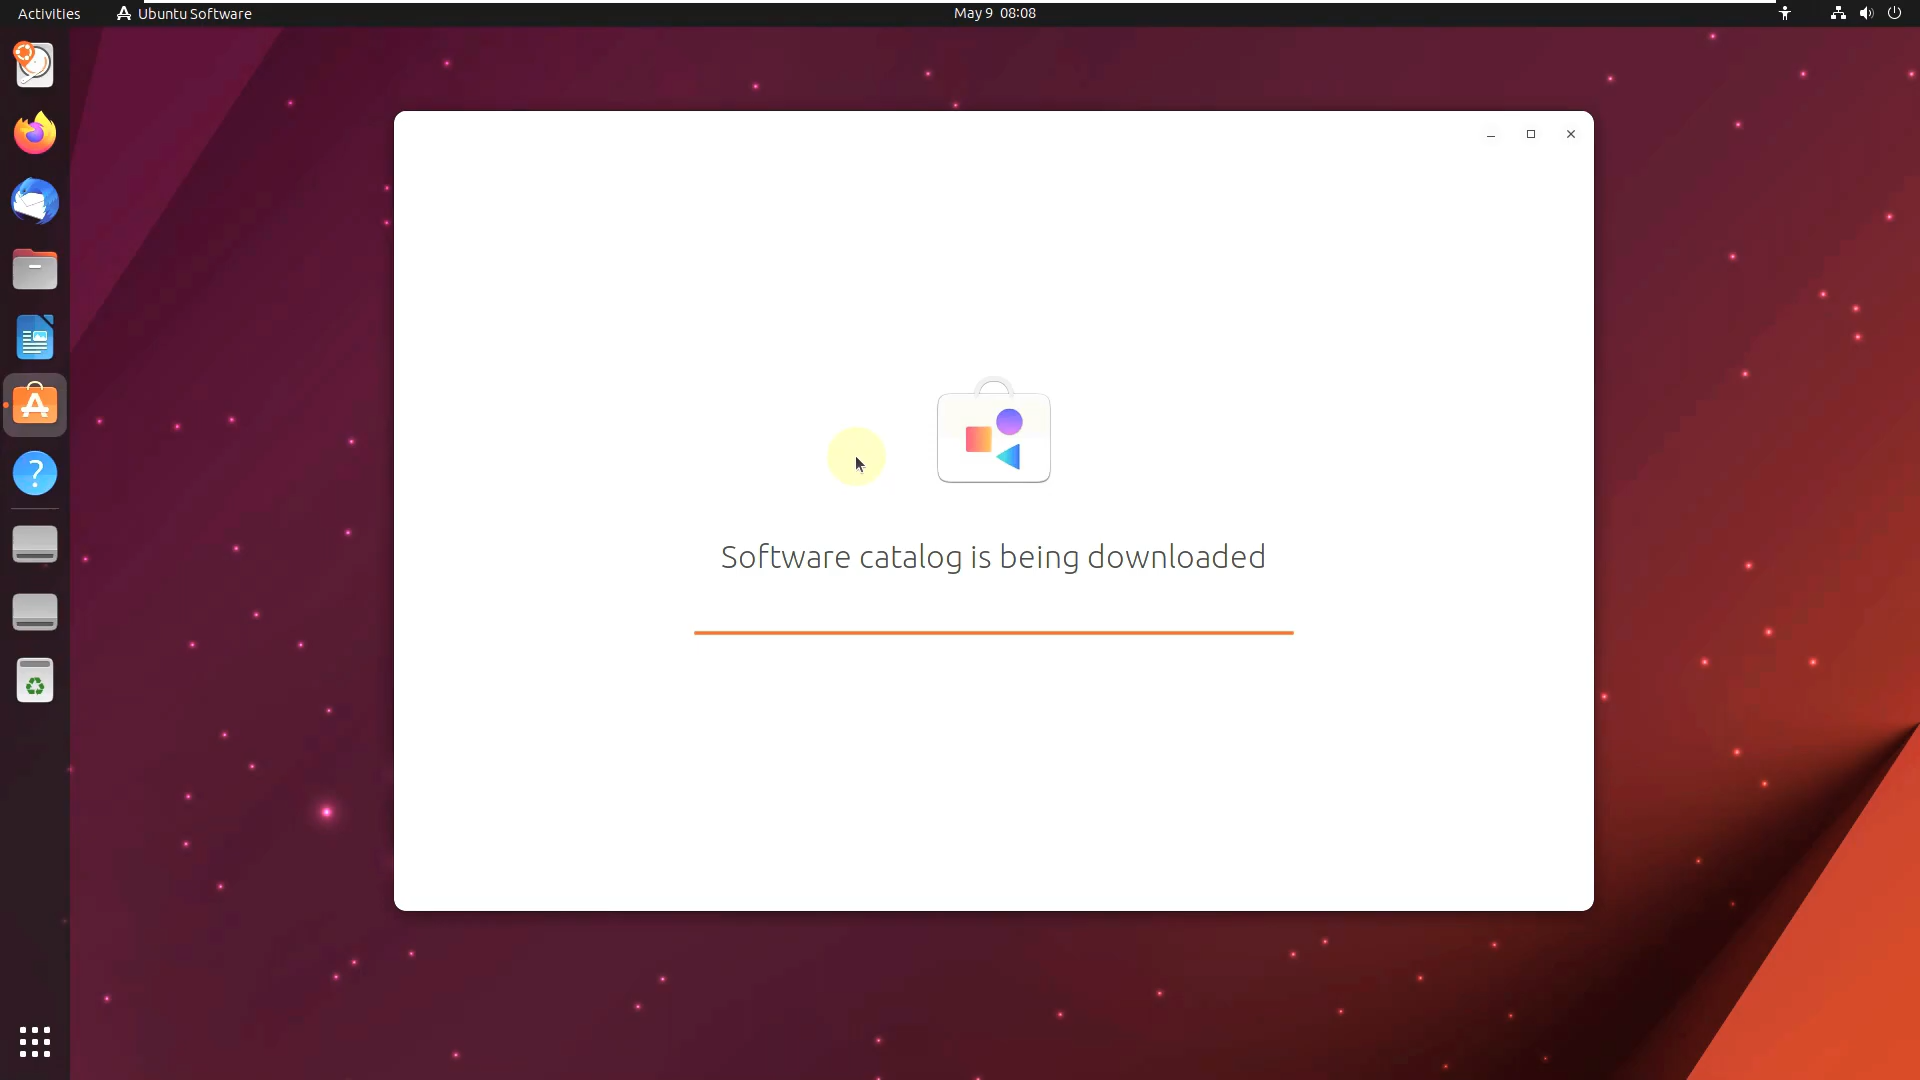 Activities
Ubuntu Software
May 9 08:08
Software catalog is being downloaded